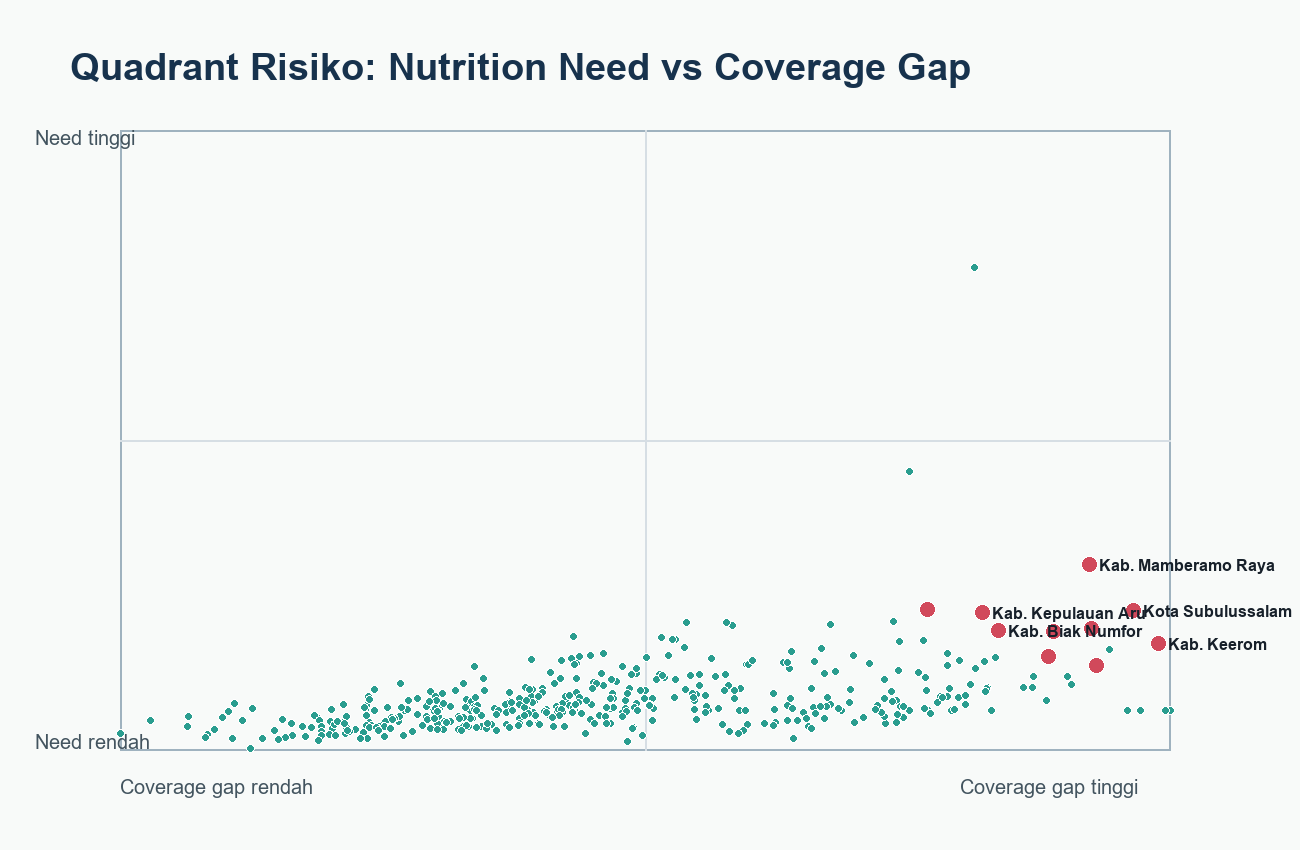 Quadrant Risiko: Nutrition Need vs Coverage Gap
Need tinggi
Kab. Mamberamo Raya
Kab. Kepulauan Aru
Kota Subulussalam
Kab. Biak Numfor
Kab. Keerom
Need rendah
Coverage gap rendah
Coverage gap tinggi